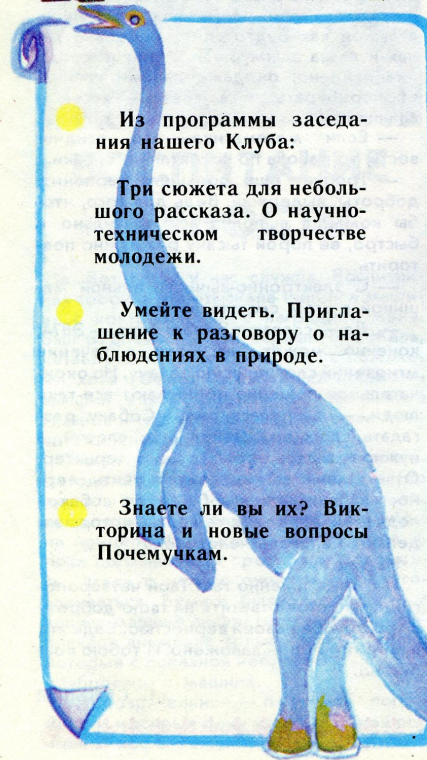 Из программы заседа-
ния нашего Клуба:
Три сюжета для неболь-
шого рассказа. О научно-
техническом творчестве
молодежи.
Умейте видеть. Пригла-
шение к разговору о на-
блюдениях в природе.
Знаете ли вы их? Вик-
торина и новые вопросы
Почемучкам.